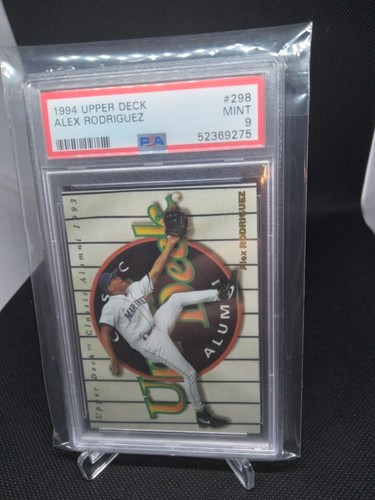 1994 UPPER DECK #298
ALEX RODRIGUEZ MINT
9
PSA 52369275
Upper Deck Classic Alumni 1993
Alex RODRIGUEZ
Deck
ALUMNI
MARINERS